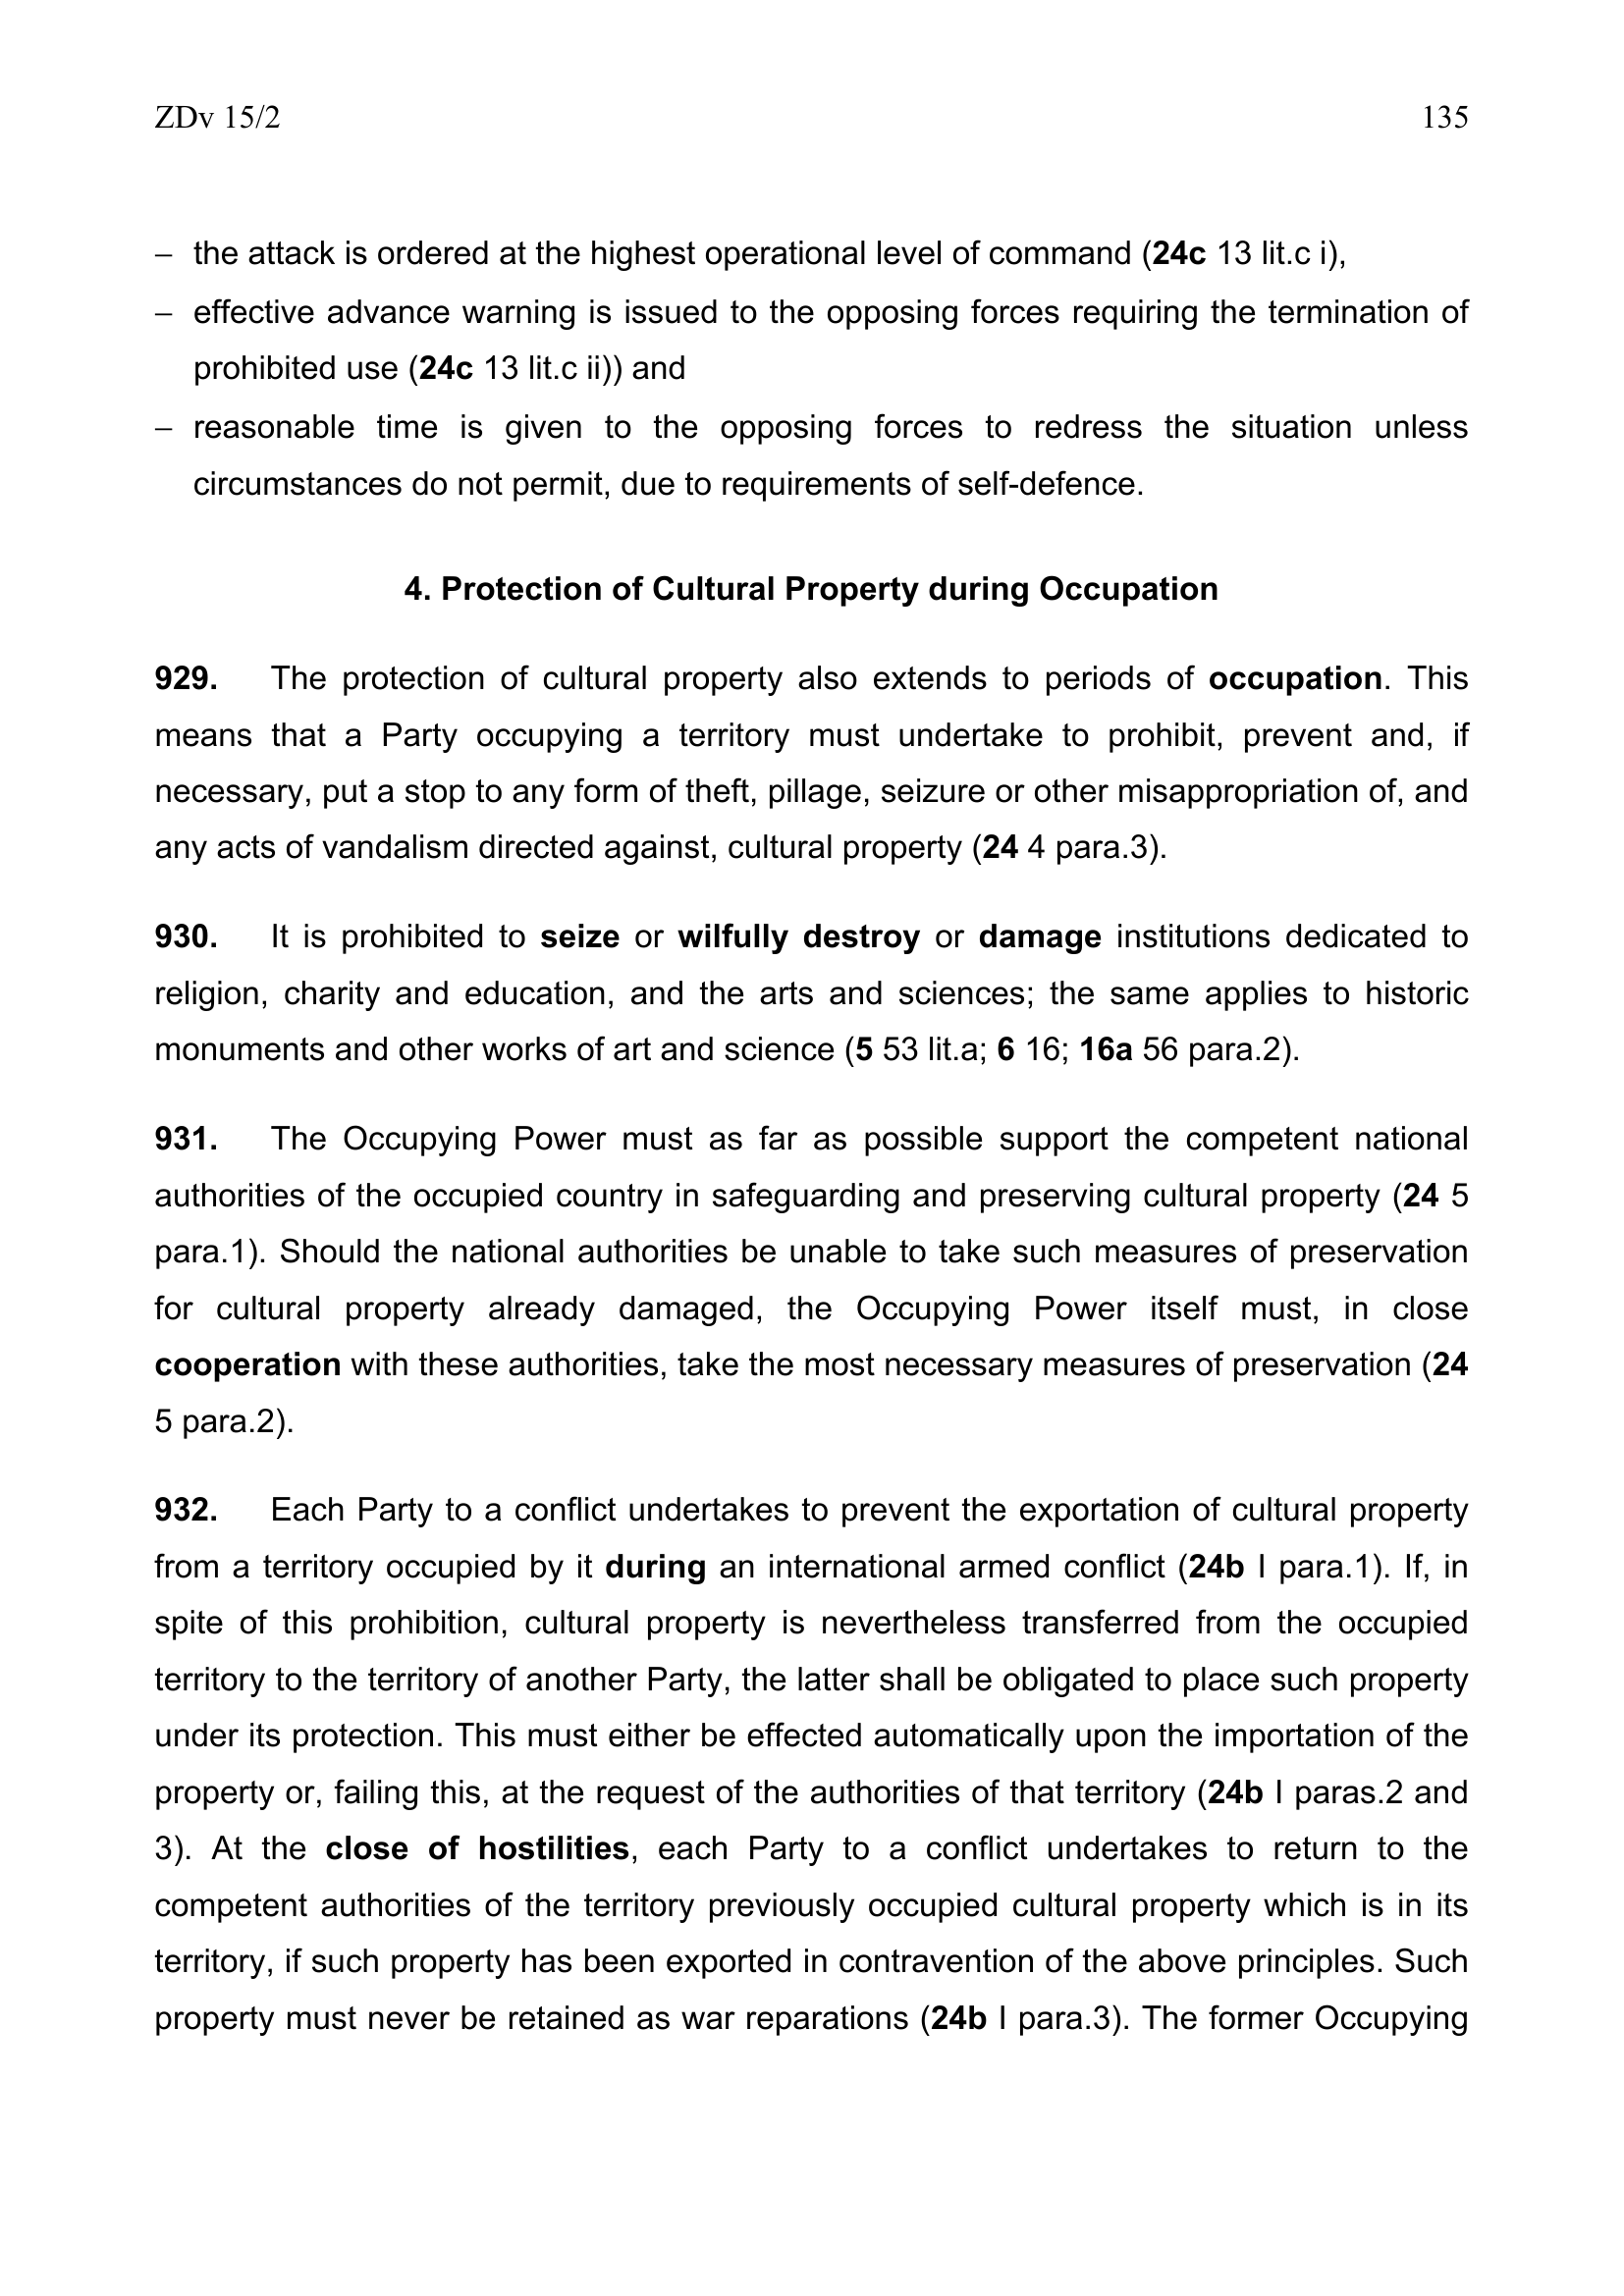 ZDv 15/2 135
– the attack is ordered at the highest operational level of command (24c 13 lit.c i),
– effective advance warning is issued to the opposing forces requiring the termination of
prohibited use (24c 13 lit.c ii)) and
– reasonable time is given to the opposing forces to redress the situation unless
circumstances do not permit, due to requirements of self-defence.
4. Protection of Cultural Property during Occupation
929. The protection of cultural property also extends to periods of occupation. This
means that a Party occupying a territory must undertake to prohibit, prevent and, if
necessary, put a stop to any form of theft, pillage, seizure or other misappropriation of, and
any acts of vandalism directed against, cultural property (24 4 para.3).
930. It is prohibited to seize or wilfully destroy or damage institutions dedicated to
religion, charity and education, and the arts and sciences; the same applies to historic
monuments and other works of art and science (5 53 lit.a; 6 16; 16a 56 para.2).
931. The Occupying Power must as far as possible support the competent national
authorities of the occupied country in safeguarding and preserving cultural property (24 5
para.1). Should the national authorities be unable to take such measures of preservation
for cultural property already damaged, the Occupying Power itself must, in close
cooperation with these authorities, take the most necessary measures of preservation (24
5 para.2).
932. Each Party to a conflict undertakes to prevent the exportation of cultural property
from a territory occupied by it during an international armed conflict (24b I para.1). If, in
spite of this prohibition, cultural property is nevertheless transferred from the occupied
territory to the territory of another Party, the latter shall be obligated to place such property
under its protection. This must either be effected automatically upon the importation of the
property or, failing this, at the request of the authorities of that territory (24b I paras.2 and
3). At the close of hostilities, each Party to a conflict undertakes to return to the
competent authorities of the territory previously occupied cultural property which is in its
territory, if such property has been exported in contravention of the above principles. Such
property must never be retained as war reparations (24b I para.3). The former Occupying